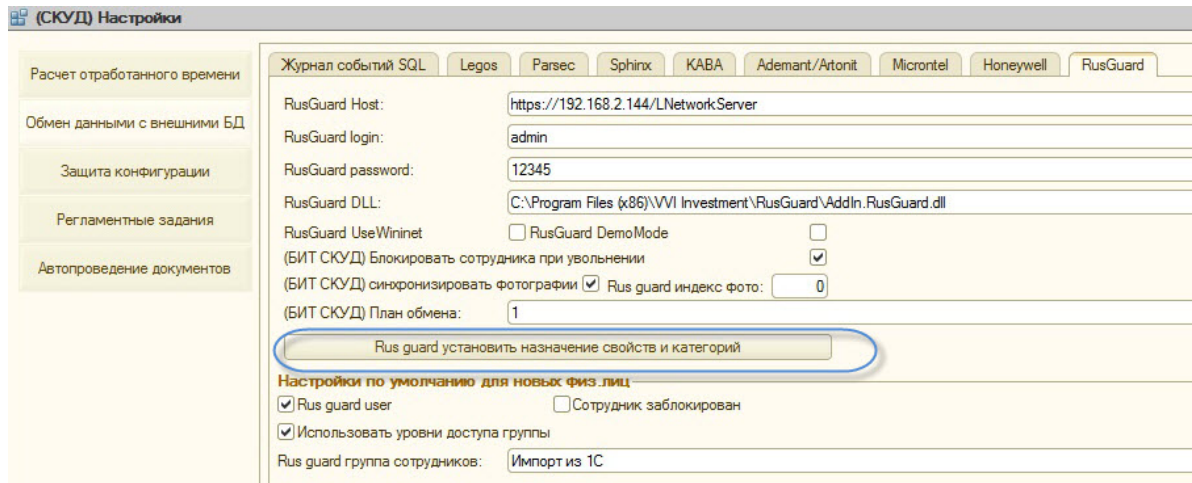 (СКУД) Настройки
Расчет отработанного времени
Обмен данными с внешними БД
Защита конфигурации
Регламентные задания
Автопроведение документов
Журнал событий SQL Legos Parsec Sphinx KABA Ademant/Artonit Microntel Honeywell RusGuard
RusGuard Host: https://192.168.2.144/LNetworkServer
RusGuard login: admin
RusGuard password: 12345
RusGuard DLL: C:\Program Files (x86)\VVI Investment\RusGuard\AddIn.RusGuard.dll
RusGuard UseWininet RusGuard DemoMode
(БИТ СКУД) Блокировать сотрудника при увольнении
(БИТ СКУД) синхронизировать фотографии Rus guard индекс фото: 0
(БИТ СКУД) План обмена: 1
Rus guard установить назначение свойств и категорий
Настройки по умолчанию для новых физ.лиц
Rus guard user Сотрудник заблокирован
Использовать уровни доступа группы
Rus guard группа сотрудников: Импорт из 1С